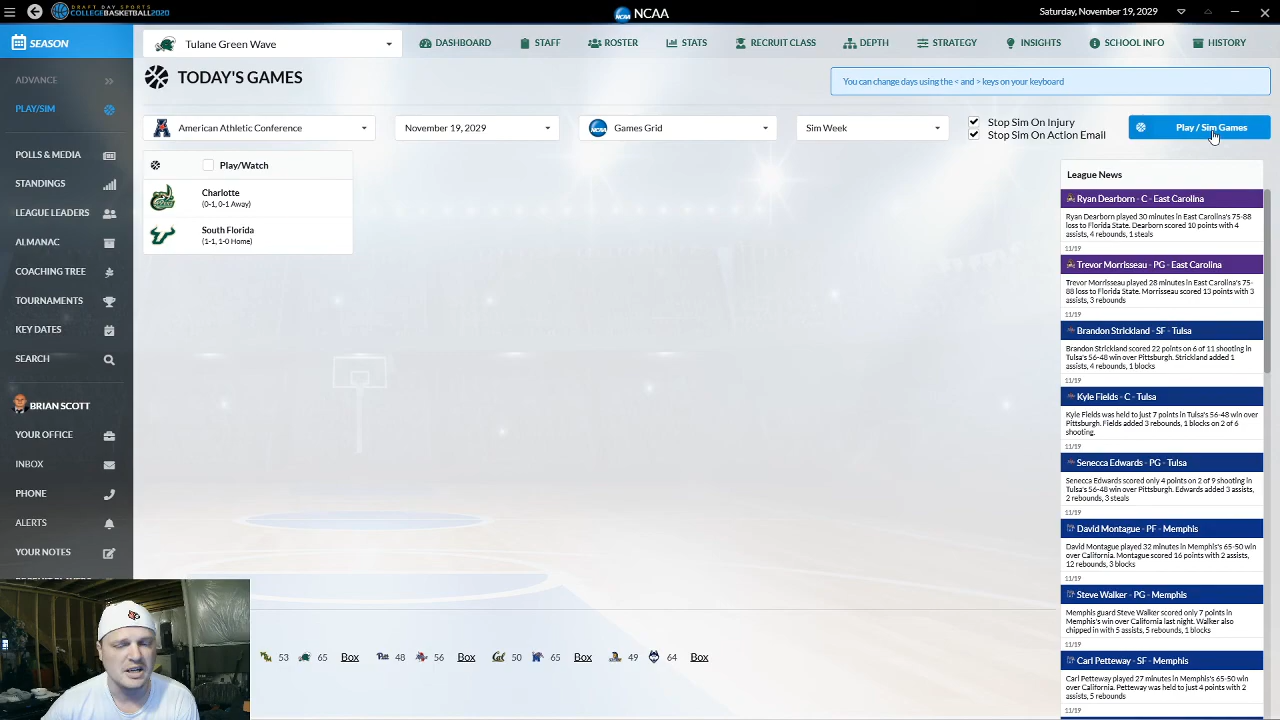 DRAFT DAY SPORTS
COLLEGE BASKETBALL 2020
NCAA
Saturday, November 19, 2029
SEASON
Tulane Green Wave
DASHBOARD
STAFF
ROSTER
STATS
RECRUIT CLASS
DEPTH
STRATEGY
INSIGHTS
SCHOOL INFO
HISTORY
TODAY'S GAMES
You can change days using the < and > keys on your keyboard
ADVANCE
PLAY/SIM
POLLS & MEDIA
STANDINGS
LEAGUE LEADERS
ALMANAC
COACHING TREE
TOURNAMENTS
KEY DATES
SEARCH
BRIAN SCOTT
YOUR OFFICE
INBOX
PHONE
ALERTS
YOUR NOTES
American Athletic Conference
November 19, 2029
Games Grid
Sim Week
Stop Sim On Injury
Stop Sim On Action Email
Play / Sim Games
Play/Watch
Charlotte
(0-1, 0-1 Away)
South Florida
(1-1, 1-0 Home)
League News
Ryan Dearborn - C - East Carolina
Ryan Dearborn played 30 minutes in East Carolina's 75-88
loss to Florida State. Dearborn scored 10 points with 4
assists, 4 rebounds, 1 steals
11/19
Trevor Morrisseau - PG - East Carolina
Trevor Morrisseau played 28 minutes in East Carolina's 75-
88 loss to Florida State. Morrisseau scored 13 points with 3
assists, 3 rebounds
11/19
Brandon Strickland - SF - Tulsa
Brandon Strickland scored 22 points on 6 of 11 shooting in
Tulsa's 56-48 win over Pittsburgh. Strickland added 1
assists, 4 rebounds, 1 blocks
11/19
Kyle Fields - C - Tulsa
Kyle Fields was held to just 7 points in Tulsa's 56-48 win over
Pittsburgh. Fields added 3 rebounds, 1 blocks on 2 of 6
shooting.
11/19
Senecca Edwards - PG - Tulsa
Senecca Edwards scored only 4 points on 2 of 9 shooting in
Tulsa's 56-48 win over Pittsburgh. Edwards added 3 assists,
2 rebounds, 3 steals
11/19
David Montague - PF - Memphis
David Montague played 32 minutes in Memphis's 65-50 win
over California. Montague scored 16 points with 2 assists,
12 rebounds, 3 blocks
11/19
Steve Walker - PG - Memphis
Memphis guard Steve Walker scored only 7 points in
Memphis's win over California last night. Walker also
chipped in with 5 assists, 5 rebounds, 1 blocks
11/19
Carl Petteway - SF - Memphis
Carl Petteway played 27 minutes in Memphis's 65-50 win
over California. Petteway was held to just 4 points with 2
assists, 5 rebounds
11/19
53 65 Box 48 56 Box 50 65 Box 49 64 Box